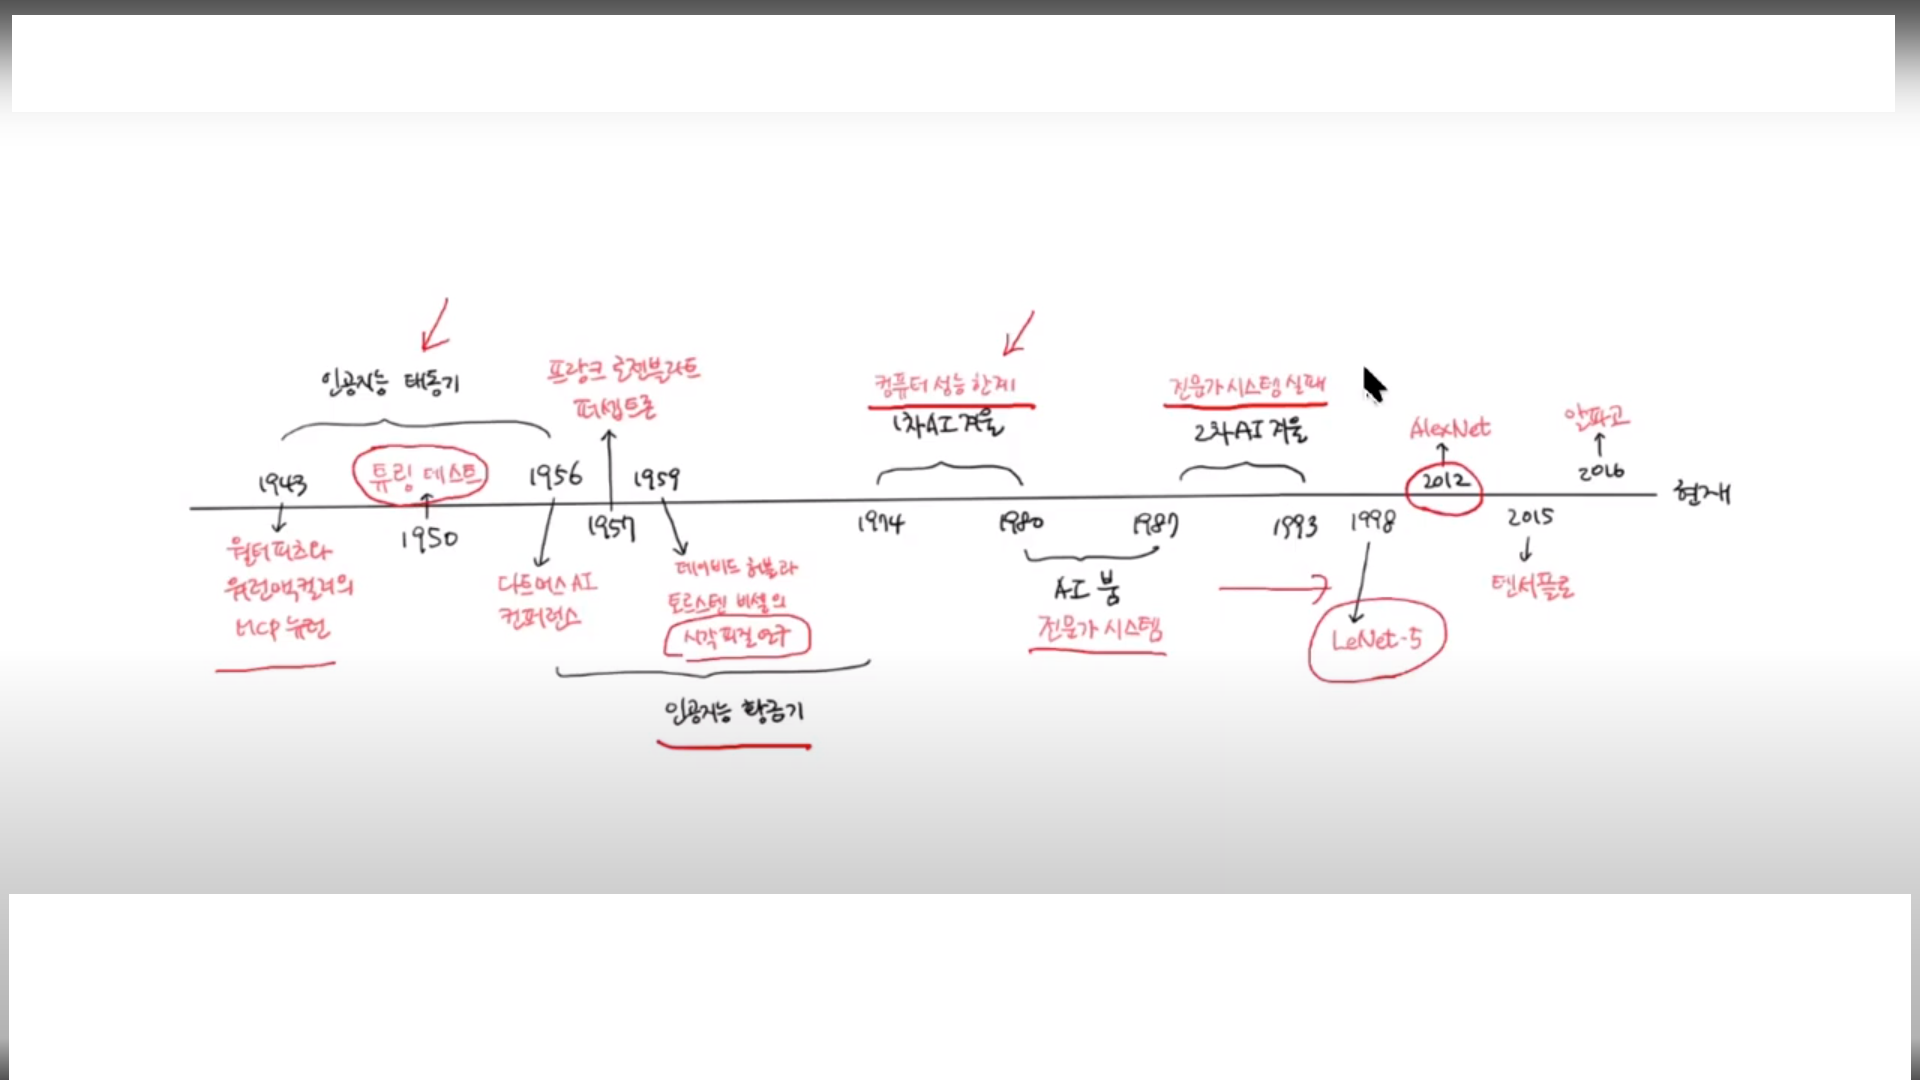 인공지능 태동기
1943
월터 피츠와
워런 맥컬러의
MCP 뉴런
튜링 테스트
1950
1956
다트머스 AI
컨퍼런스
프랑크 로젠블라트
퍼셉트론
1957
1959
데이비드 허블과
토르스텐 비셀의
시각 피질 연구
인공지능 황금기
컴퓨터 성능 한계
1차 AI 겨울
1974
1980
AI 붐
전문가 시스템
전문가 시스템 실패
2차 AI 겨울
1987
1993
1998
LeNet-5
AlexNet
2012
2015
텐서플로
알파고
2016
현재